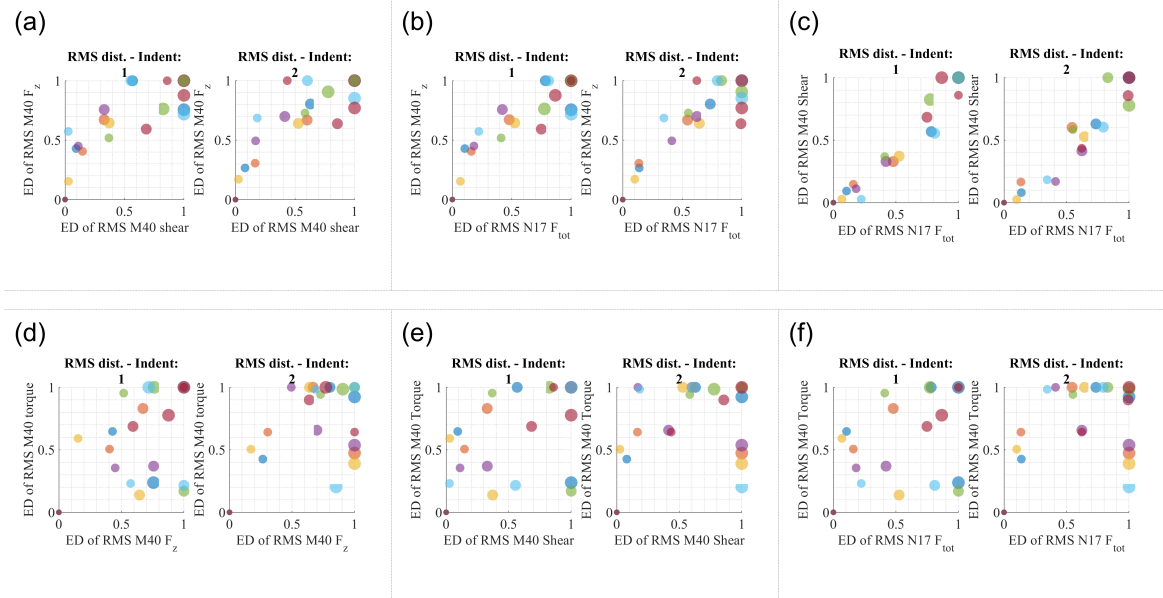 (a)
RMS dist. - Indent:
1
ED of RMS M40 Fz
1
0.5
0
0
0.5
1
ED of RMS M40 shear
RMS dist. - Indent:
2
ED of RMS M40 Fz
1
0.5
0
0
0.5
1
ED of RMS M40 shear
(b)
RMS dist. - Indent:
1
ED of RMS M40 Fz
1
0.5
0
0
0.5
1
ED of RMS N17 Ftot
RMS dist. - Indent:
2
ED of RMS M40 Fz
1
0.5
0
0
0.5
1
ED of RMS N17 Ftot
(c)
RMS dist. - Indent:
1
ED of RMS M40 Shear
1
0.5
0
0
0.5
1
ED of RMS N17 Ftot
RMS dist. - Indent:
2
ED of RMS M40 Shear
1
0.5
0
0
0.5
1
ED of RMS N17 Ftot
(d)
RMS dist. - Indent:
1
ED of RMS M40 torque
1
0.5
0
0
0.5
1
ED of RMS M40 Fz
RMS dist. - Indent:
2
ED of RMS M40 torque
1
0.5
0
0
0.5
1
ED of RMS M40 Fz
(e)
RMS dist. - Indent:
1
ED of RMS M40 Torque
1
0.5
0
0
0.5
1
ED of RMS M40 Shear
RMS dist. - Indent:
2
ED of RMS M40 Torque
1
0.5
0
0
0.5
1
ED of RMS M40 Shear
(f)
RMS dist. - Indent:
1
ED of RMS M40 Torque
1
0.5
0
0
0.5
1
ED of RMS N17 Ftot
RMS dist. - Indent:
2
ED of RMS M40 Torque
1
0.5
0
0
0.5
1
ED of RMS N17 Ftot